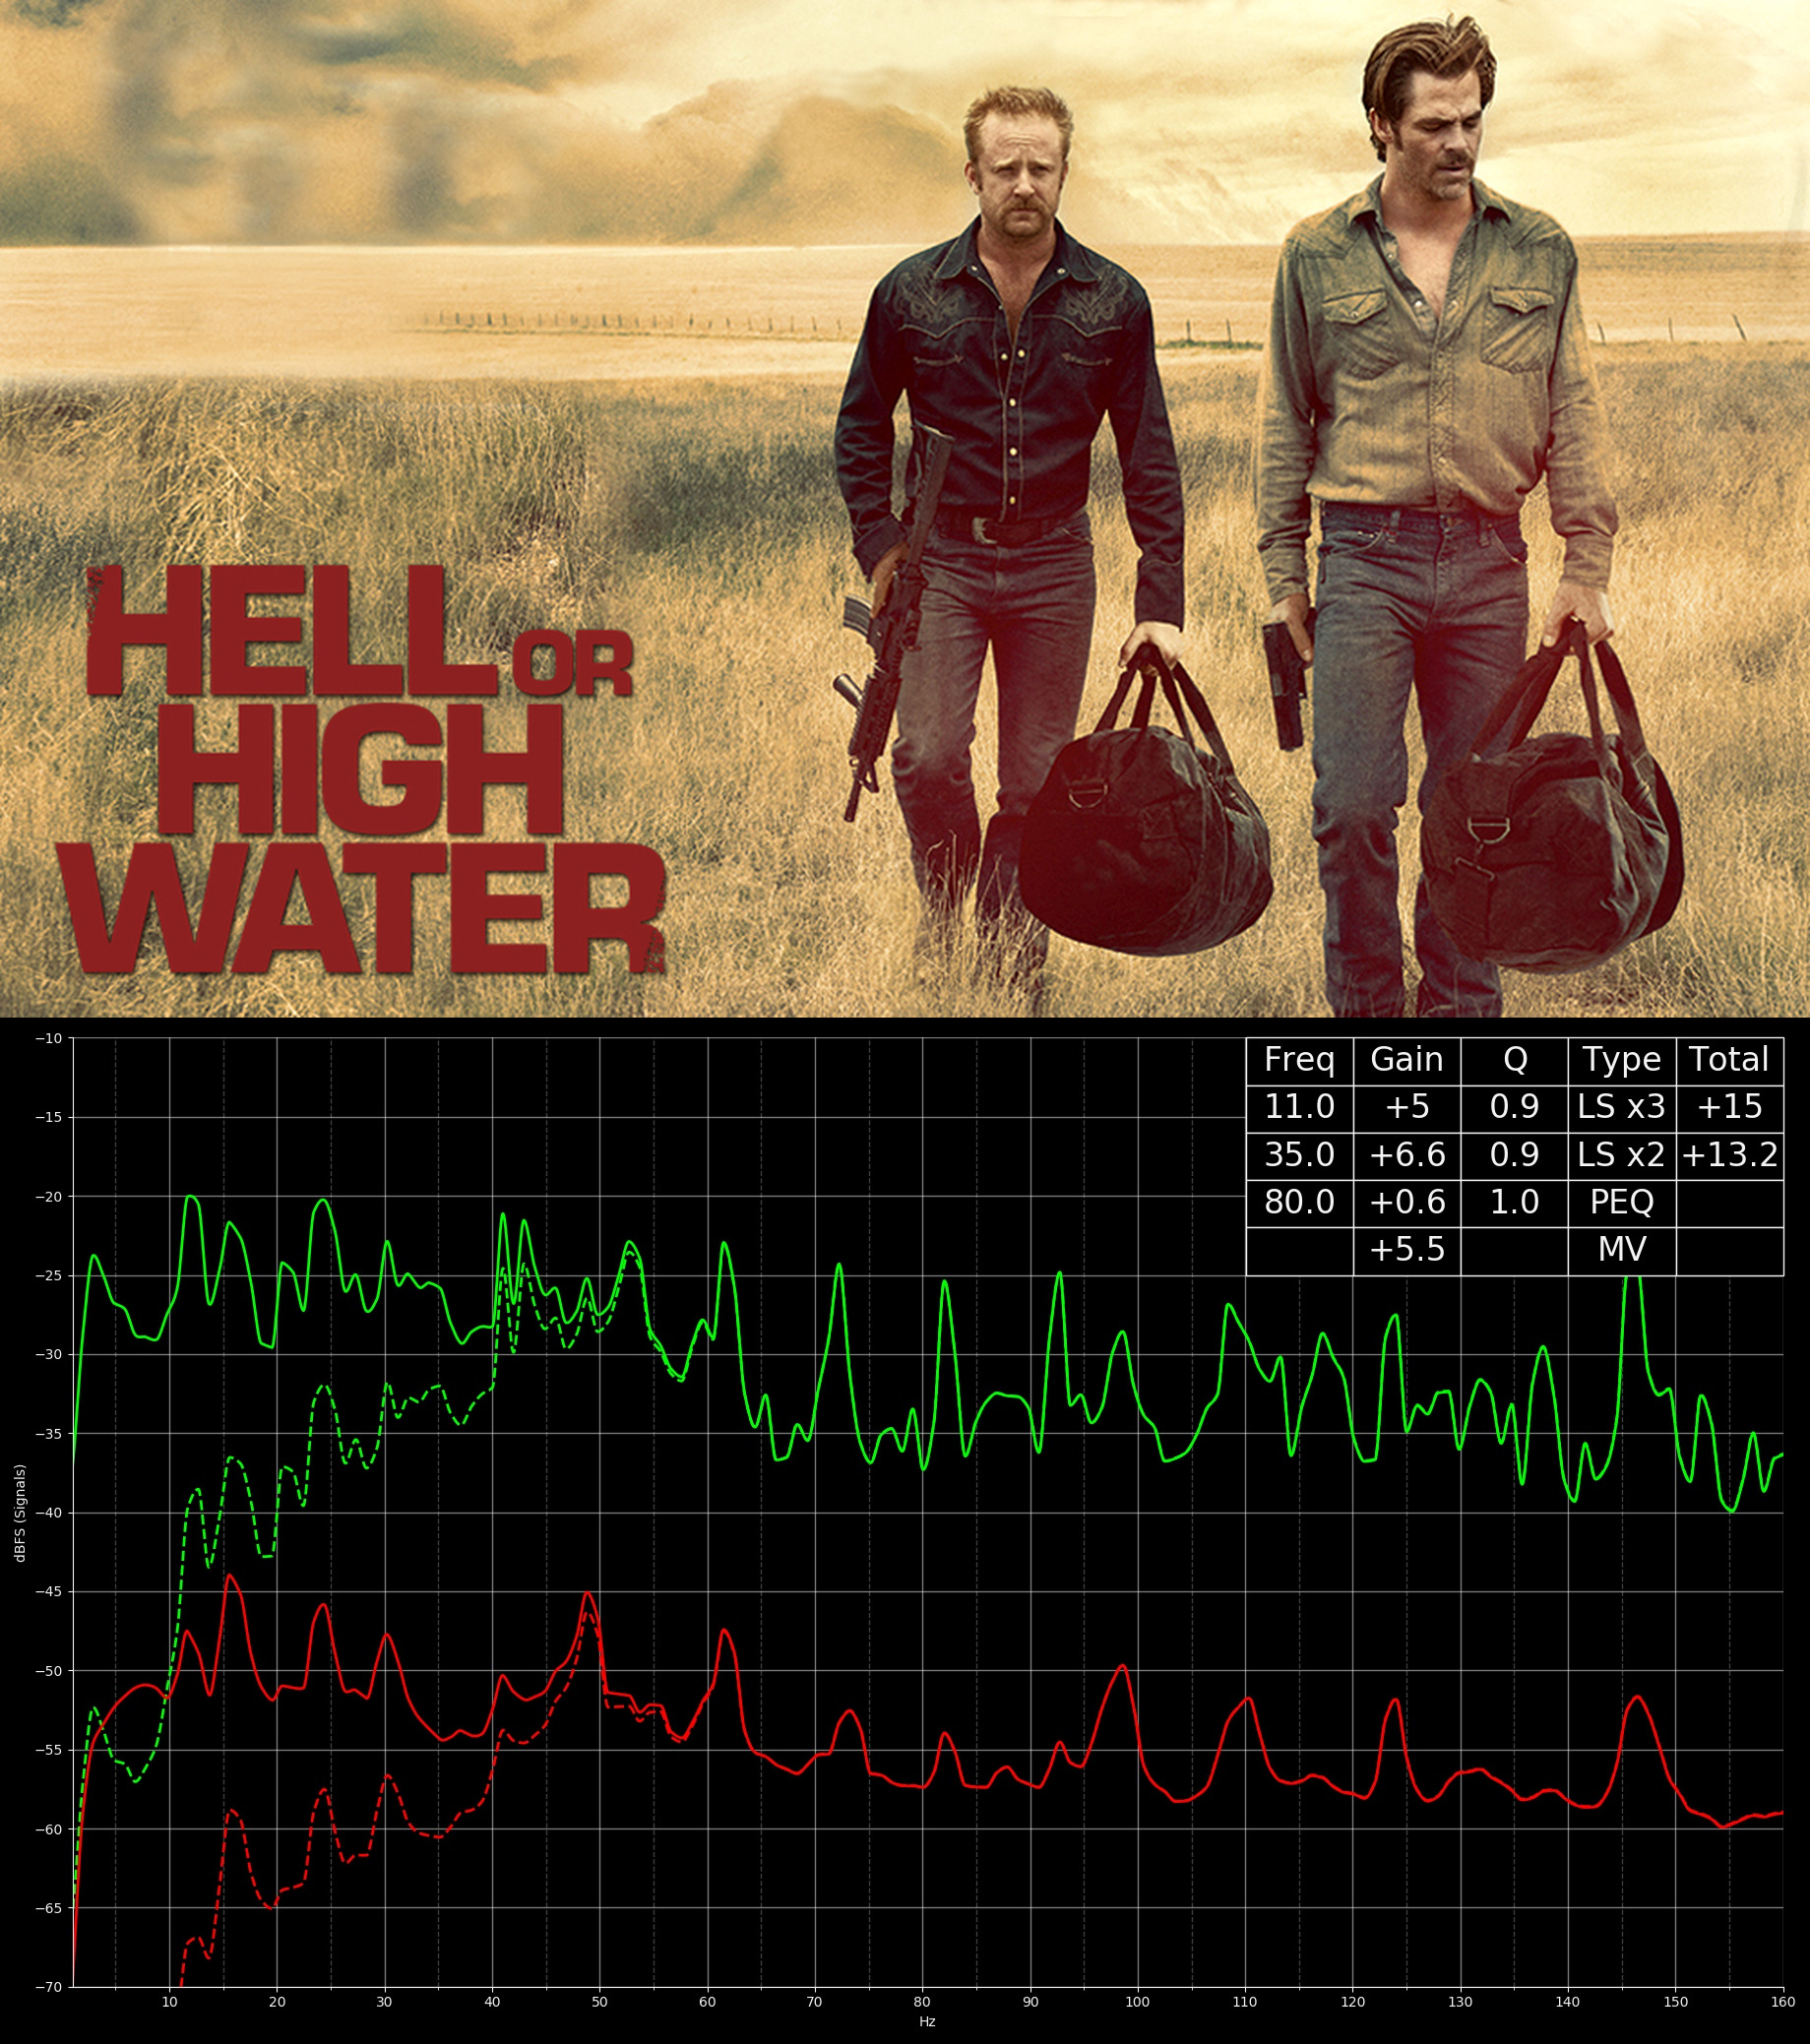 HELL OR
HIGH
WATER
Freq Gain Q Type Total
11.0 +5 0.9 LS x3 +15
35.0 +6.6 0.9 LS x2 +13.2
80.0 +0.6 1.0 PEQ
+5.5 MV
−10
−15
−20
−25
−30
−35
−40
−45
−50
−55
−60
−65
−70
dBFS (Signals)
10 20 30 40 50 60 70 80 90 100 110 120 130 140 150 160
Hz